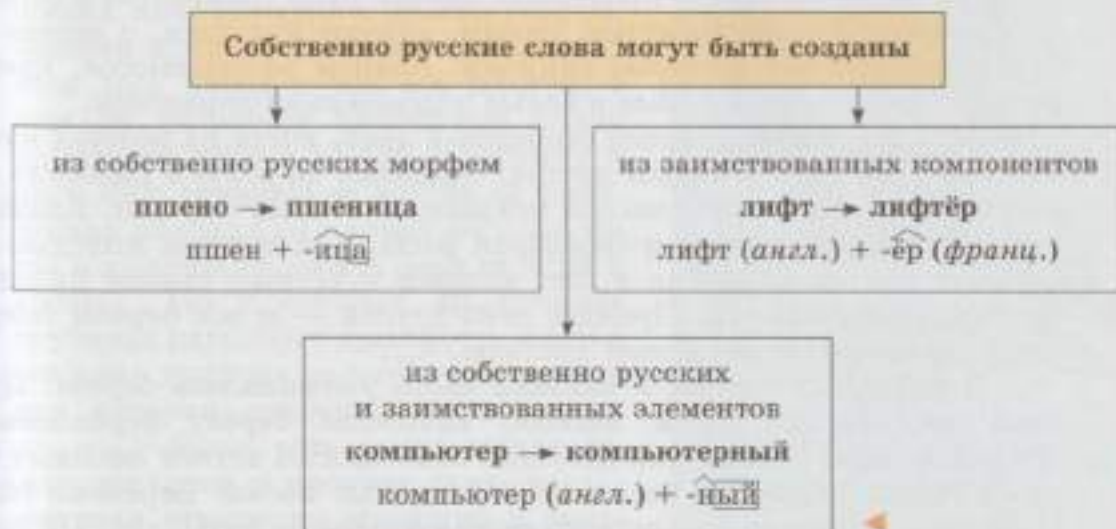 Собственно русские слова могут быть созданы
из собственно русских морфем
пшено → пшеница
пшен + -ица
из заимствованных компонентов
лифт → лифтёр
лифт (англ.) + -ёр (франц.)
из собственно русских
и заимствованных элементов
компьютер → компьютерный
компьютер (англ.) + -ный